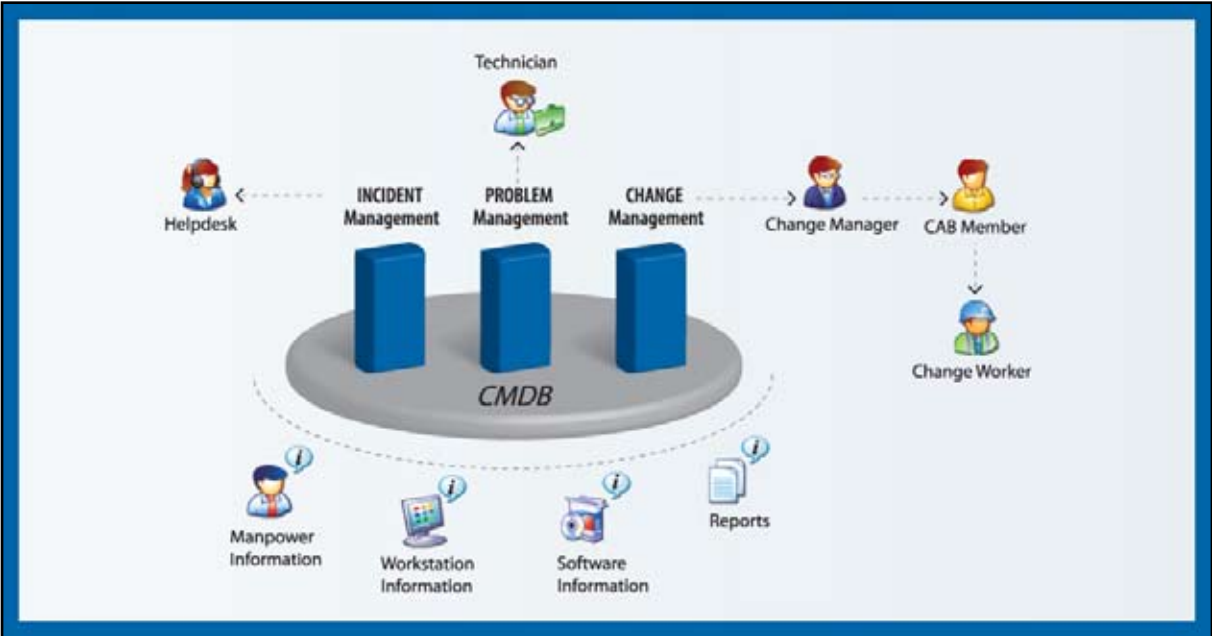 Technician
Helpdesk
INCIDENT
Management
PROBLEM
Management
CHANGE
Management
Change Manager
CAB Member
Change Worker
CMDB
i
i
i
i
Manpower
Information
Workstation
Information
Software
Information
Reports